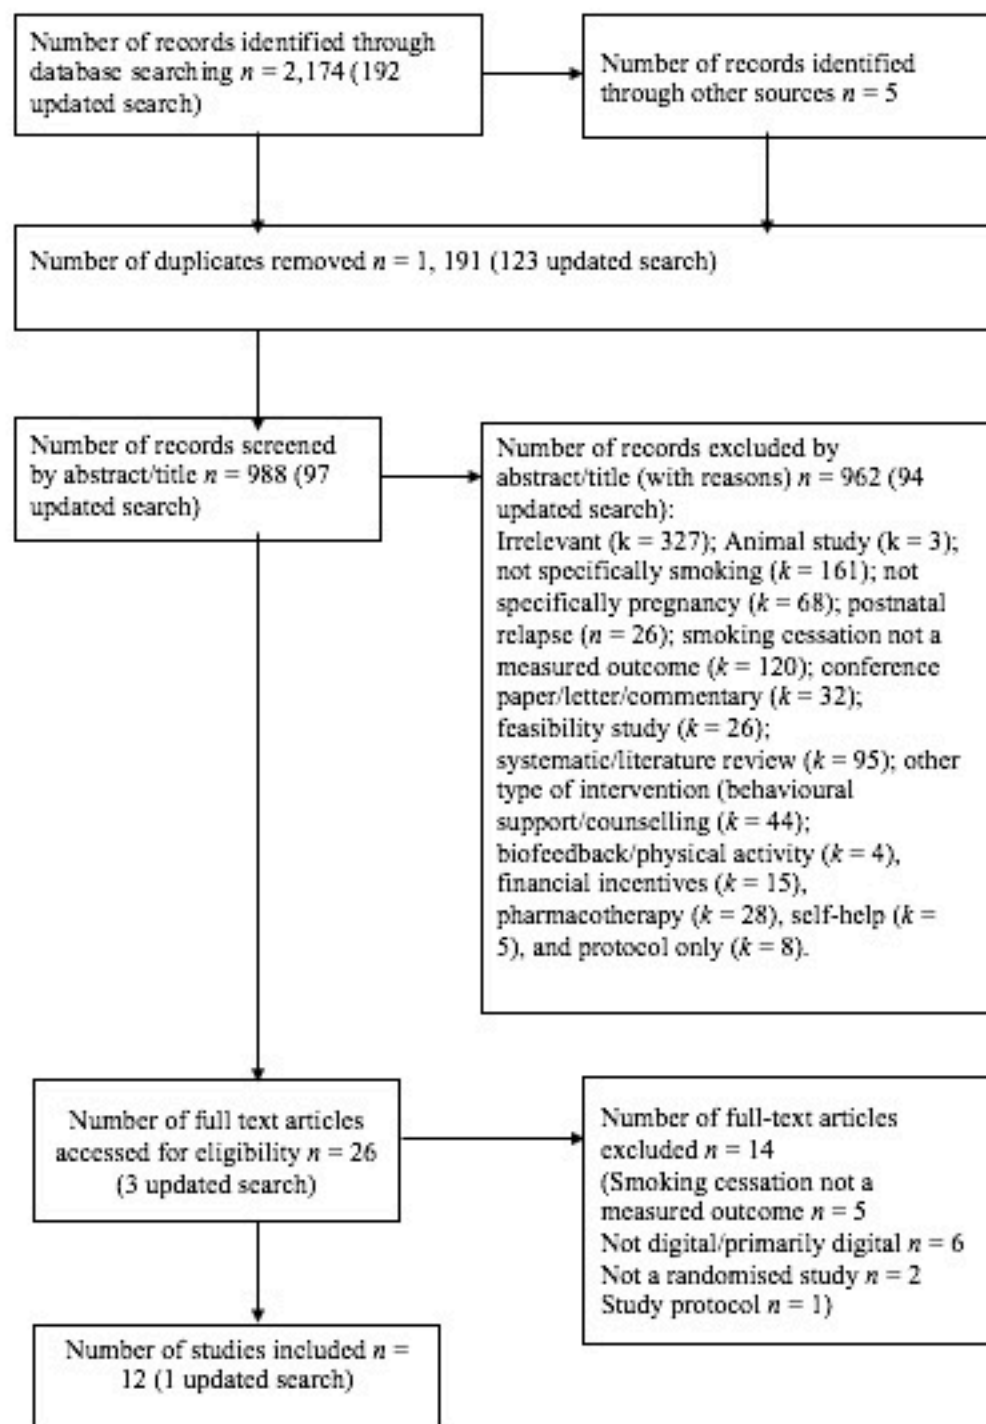 Number of records identified through
database searching n = 2,174 (192
updated search)
Number of records identified
through other sources n = 5
Number of duplicates removed n = 1, 191 (123 updated search)
Number of records screened
by abstract/title n = 988 (97
updated search)
Number of records excluded by
abstract/title (with reasons) n = 962 (94
updated search):
Irrelevant (k = 327); Animal study (k = 3);
not specifically smoking (k = 161); not
specifically pregnancy (k = 68); postnatal
relapse (n = 26); smoking cessation not a
measured outcome (k = 120); conference
paper/letter/commentary (k = 32);
feasibility study (k = 26);
systematic/literature review (k = 95); other
type of intervention (behavioural
support/counselling (k = 44);
biofeedback/physical activity (k = 4),
financial incentives (k = 15),
pharmacotherapy (k = 28), self-help (k =
5), and protocol only (k = 8).
Number of full text articles
accessed for eligibility n = 26
(3 updated search)
Number of full-text articles
excluded n = 14
(Smoking cessation not a
measured outcome n = 5
Not digital/primarily digital n = 6
Not a randomised study n = 2
Study protocol n = 1)
Number of studies included n =
12 (1 updated search)